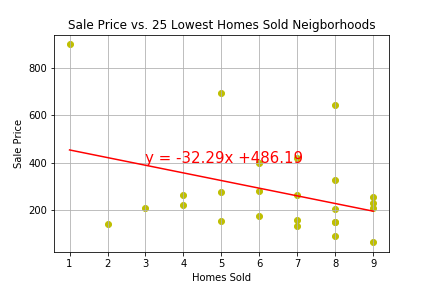 Sale Price vs. 25 Lowest Homes Sold Neigborhoods
800
600
400
200
Sale Price
y = -32.29x +486.19
1 2 3 4 5 6 7 8 9
Homes Sold